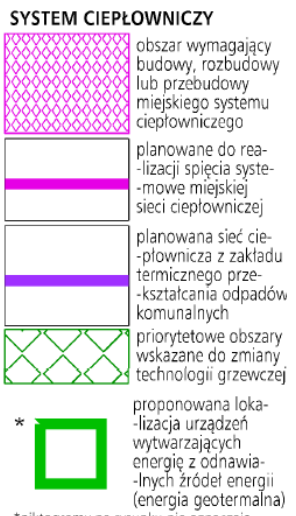 SYSTEM CIEPŁOWNICZY
obszar wymagający
budowy, rozbudowy
lub przebudowy
miejskiego systemu
ciepłowniczego
planowane do rea-
-lizacji spięcia syste-
-mowe miejskiej
sieci ciepłowniczej
planowana sieć cie-
-płownicza z zakładu
termicznego prze-
-kształcania odpadów
komunalnych
priorytetowe obszary
wskazane do zmiany
technologii grzewczej
proponowana loka-
-lizacja urządzeń
wytwarzających
energię z odnawia-
-lnych źródeł energii
(energia geotermalna)
*